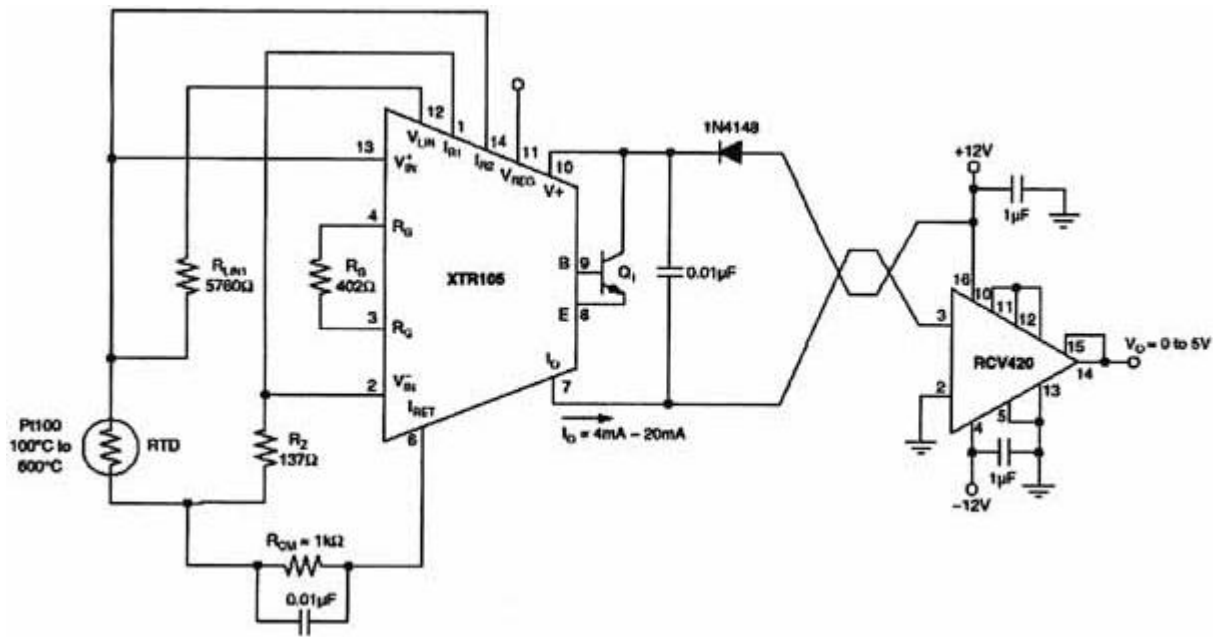 12
1
14
11
10
13
V+IN
VLIN
IR1
IR2
VREG
V+
1N4148
+12V
1µF
4
RG
RLIN1
5760Ω
RG
402Ω
XTR105
B
9
Q1
0.01µF
E
8
3
RG
IO
7
2
V−IN
IRET
6
IO = 4mA – 20mA
16
10
11
12
3
RCV420
15
14
VO = 0 to 5V
2
13
5
4
1µF
–12V
Pt100
100°C to
600°C
RTD
RZ
137Ω
RCM = 1kΩ
0.01µF